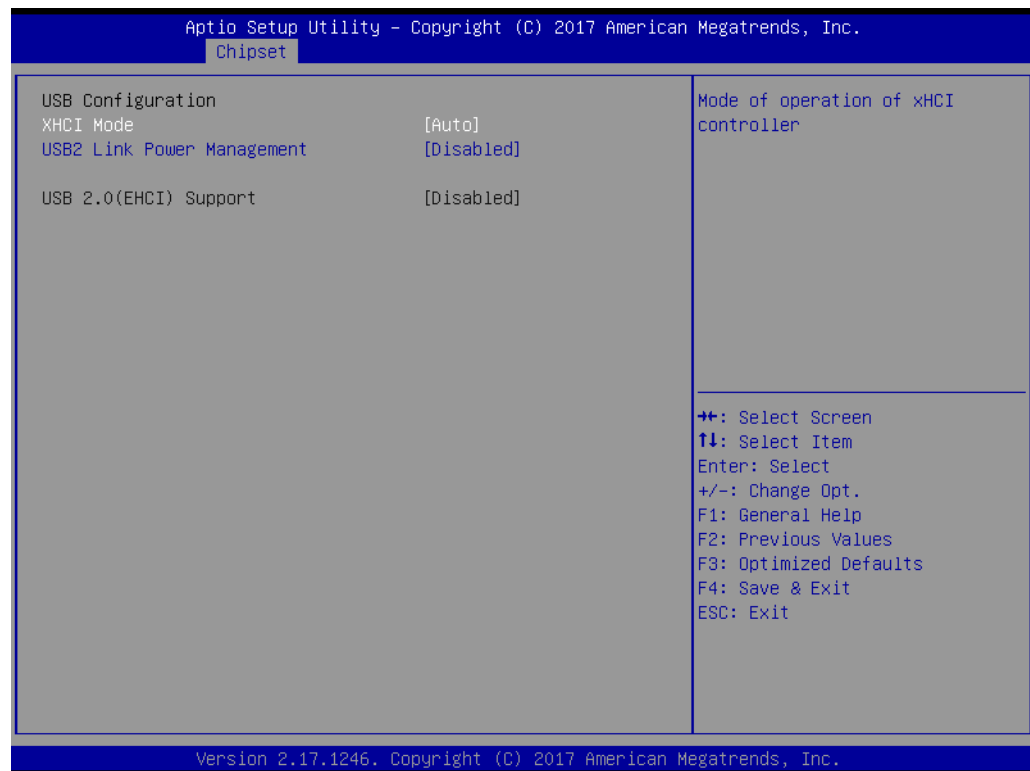 Aptio Setup Utility – Copyright (C) 2017 American Megatrends, Inc.
Chipset
USB Configuration
XHCI Mode [Auto]
USB2 Link Power Management [Disabled]
USB 2.0(EHCI) Support [Disabled]
Mode of operation of xHCI
controller
→←: Select Screen
↑↓: Select Item
Enter: Select
+/-: Change Opt.
F1: General Help
F2: Previous Values
F3: Optimized Defaults
F4: Save & Exit
ESC: Exit
Version 2.17.1246. Copyright (C) 2017 American Megatrends, Inc.